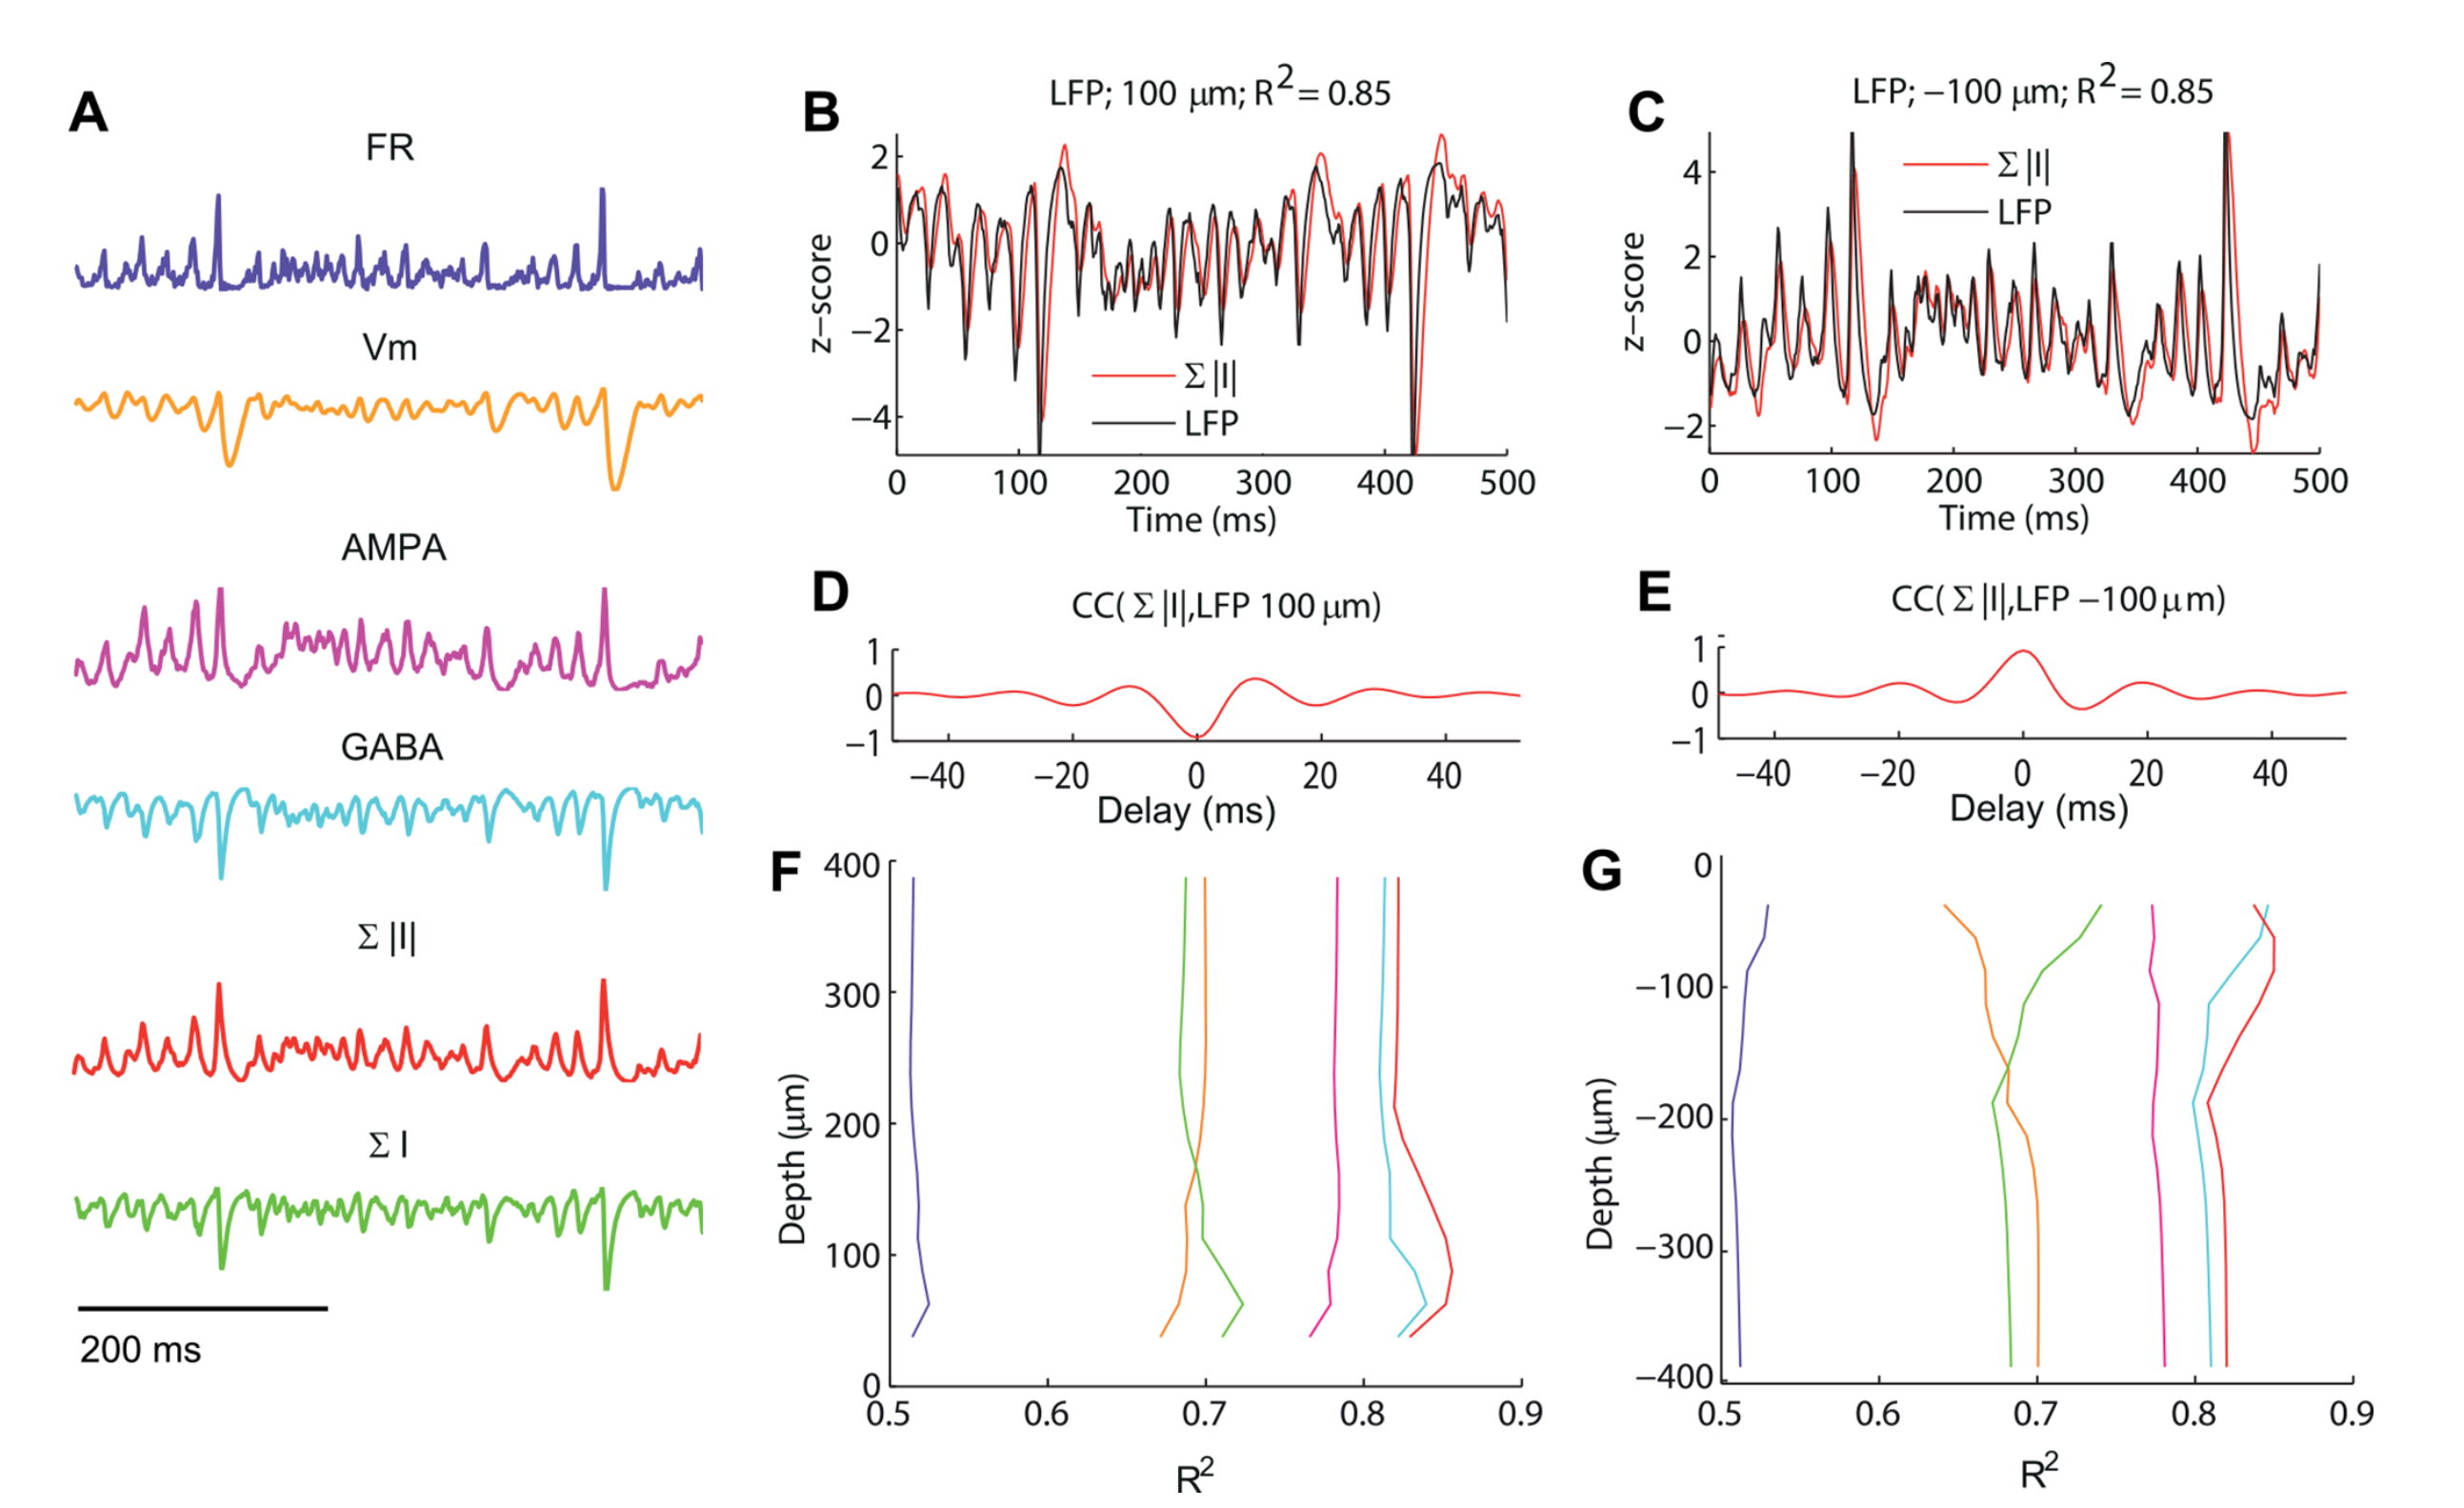 A
FR
Vm
AMPA
GABA
Σ |I|
Σ I
200 ms
B
LFP; 100 μm; R² = 0.85
2
0
−2
−4
z−score
Σ |I|
LFP
0 100 200 300 400 500
Time (ms)
C
LFP; −100 μm; R² = 0.85
4
2
0
−2
z−score
Σ |I|
LFP
0 100 200 300 400 500
Time (ms)
D
CC( Σ |I|,LFP 100 μm)
1
0
−1
−40 −20 0 20 40
Delay (ms)
E
CC( Σ |I|,LFP −100 μm)
1
0
−1
−40 −20 0 20 40
Delay (ms)
F
400
300
200
100
0
Depth (μm)
0.5 0.6 0.7 0.8 0.9
R²
G
0
−100
−200
−300
−400
Depth (μm)
0.5 0.6 0.7 0.8 0.9
R²